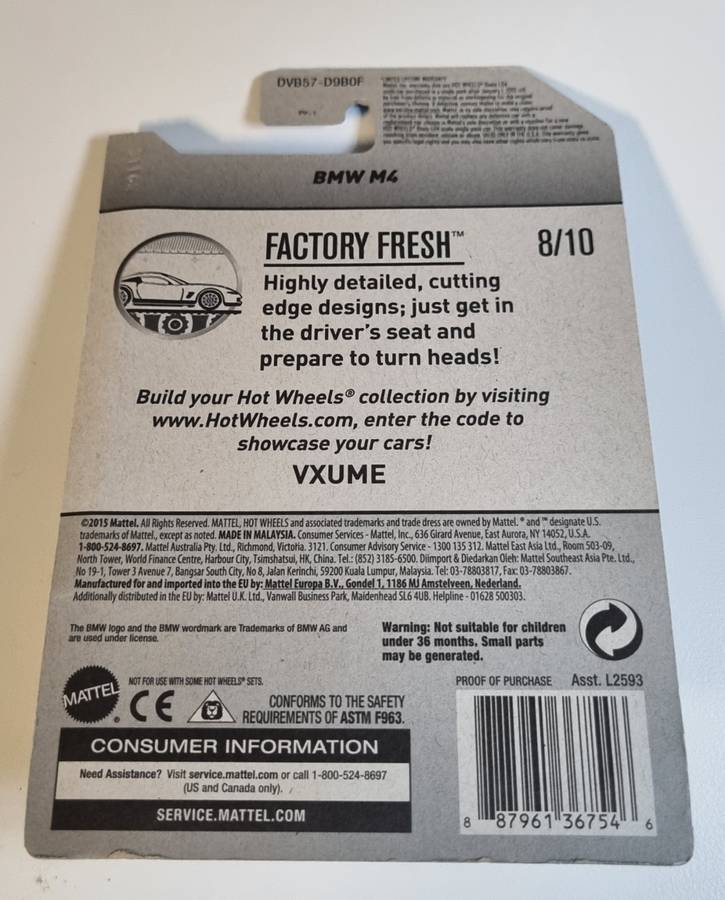 DVB57-D9B0F
BMW M4
FACTORY FRESH™
8/10
Highly detailed, cutting
edge designs; just get in
the driver's seat and
prepare to turn heads!
Build your Hot Wheels® collection by visiting
www.HotWheels.com, enter the code to
showcase your cars!
VXUME
©2015 Mattel. All Rights Reserved. MATTEL, HOT WHEELS and associated trademarks and trade dress are owned by Mattel. ® and ™ designate U.S.
trademarks of Mattel, except as noted. MADE IN MALAYSIA. Consumer Services - Mattel, Inc., 636 Girard Avenue, East Aurora, NY 14052, U.S.A.
1-800-524-8697. Mattel Australia Pty. Ltd., Richmond, Victoria. 3121. Consumer Advisory Service - 1300 135 312. Mattel East Asia Ltd., Room 503-09,
North Tower, World Finance Centre, Harbour City, Tsimshatsui, HK, China. Tel.: (852) 3185-6500. Diimport & Diedarkan Oleh: Mattel Southeast Asia Pte. Ltd.,
No 19-1, Tower 3 Avenue 7, Bangsar South City, No 8, Jalan Kerinchi, 59200 Kuala Lumpur, Malaysia. Tel: 03-78803817, Fax: 03-78803867.
Manufactured for and imported into the EU by: Mattel Europa B.V., Gondel 1, 1186 MJ Amstelveen, Nederland.
Additionally distributed in the EU by: Mattel U.K. Ltd., Vanwall Business Park, Maidenhead SL6 4UB. Helpline - 01628 500303.
The BMW logo and the BMW wordmark are Trademarks of BMW AG and
are used under license.
Warning: Not suitable for children
under 36 months. Small parts
may be generated.
NOT FOR USE WITH SOME HOT WHEELS® SETS.
MATTEL
CE
CONFORMS TO THE SAFETY
REQUIREMENTS OF ASTM F963.
PROOF OF PURCHASE Asst. L2593
CONSUMER INFORMATION
Need Assistance? Visit service.mattel.com or call 1-800-524-8697
(US and Canada only).
SERVICE.MATTEL.COM
8 87961 36754 6